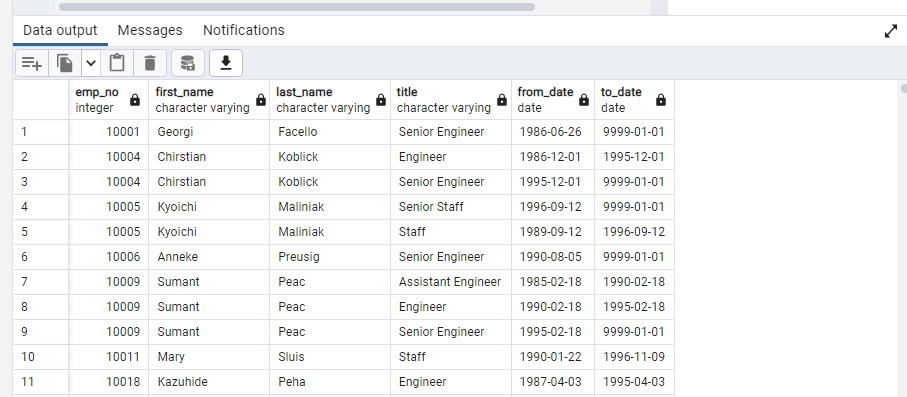 Data output Messages Notifications
emp_no first_name last_name title from_date to_date
integer character varying character varying character varying date date
1 10001 Georgi Facello Senior Engineer 1986-06-26 9999-01-01
2 10004 Chirstian Koblick Engineer 1986-12-01 1995-12-01
3 10004 Chirstian Koblick Senior Engineer 1995-12-01 9999-01-01
4 10005 Kyoichi Maliniak Senior Staff 1996-09-12 9999-01-01
5 10005 Kyoichi Maliniak Staff 1989-09-12 1996-09-12
6 10006 Anneke Preusig Senior Engineer 1990-08-05 9999-01-01
7 10009 Sumant Peac Assistant Engineer 1985-02-18 1990-02-18
8 10009 Sumant Peac Engineer 1990-02-18 1995-02-18
9 10009 Sumant Peac Senior Engineer 1995-02-18 9999-01-01
10 10011 Mary Sluis Staff 1990-01-22 1996-11-09
11 10018 Kazuhide Peha Engineer 1987-04-03 1995-04-03